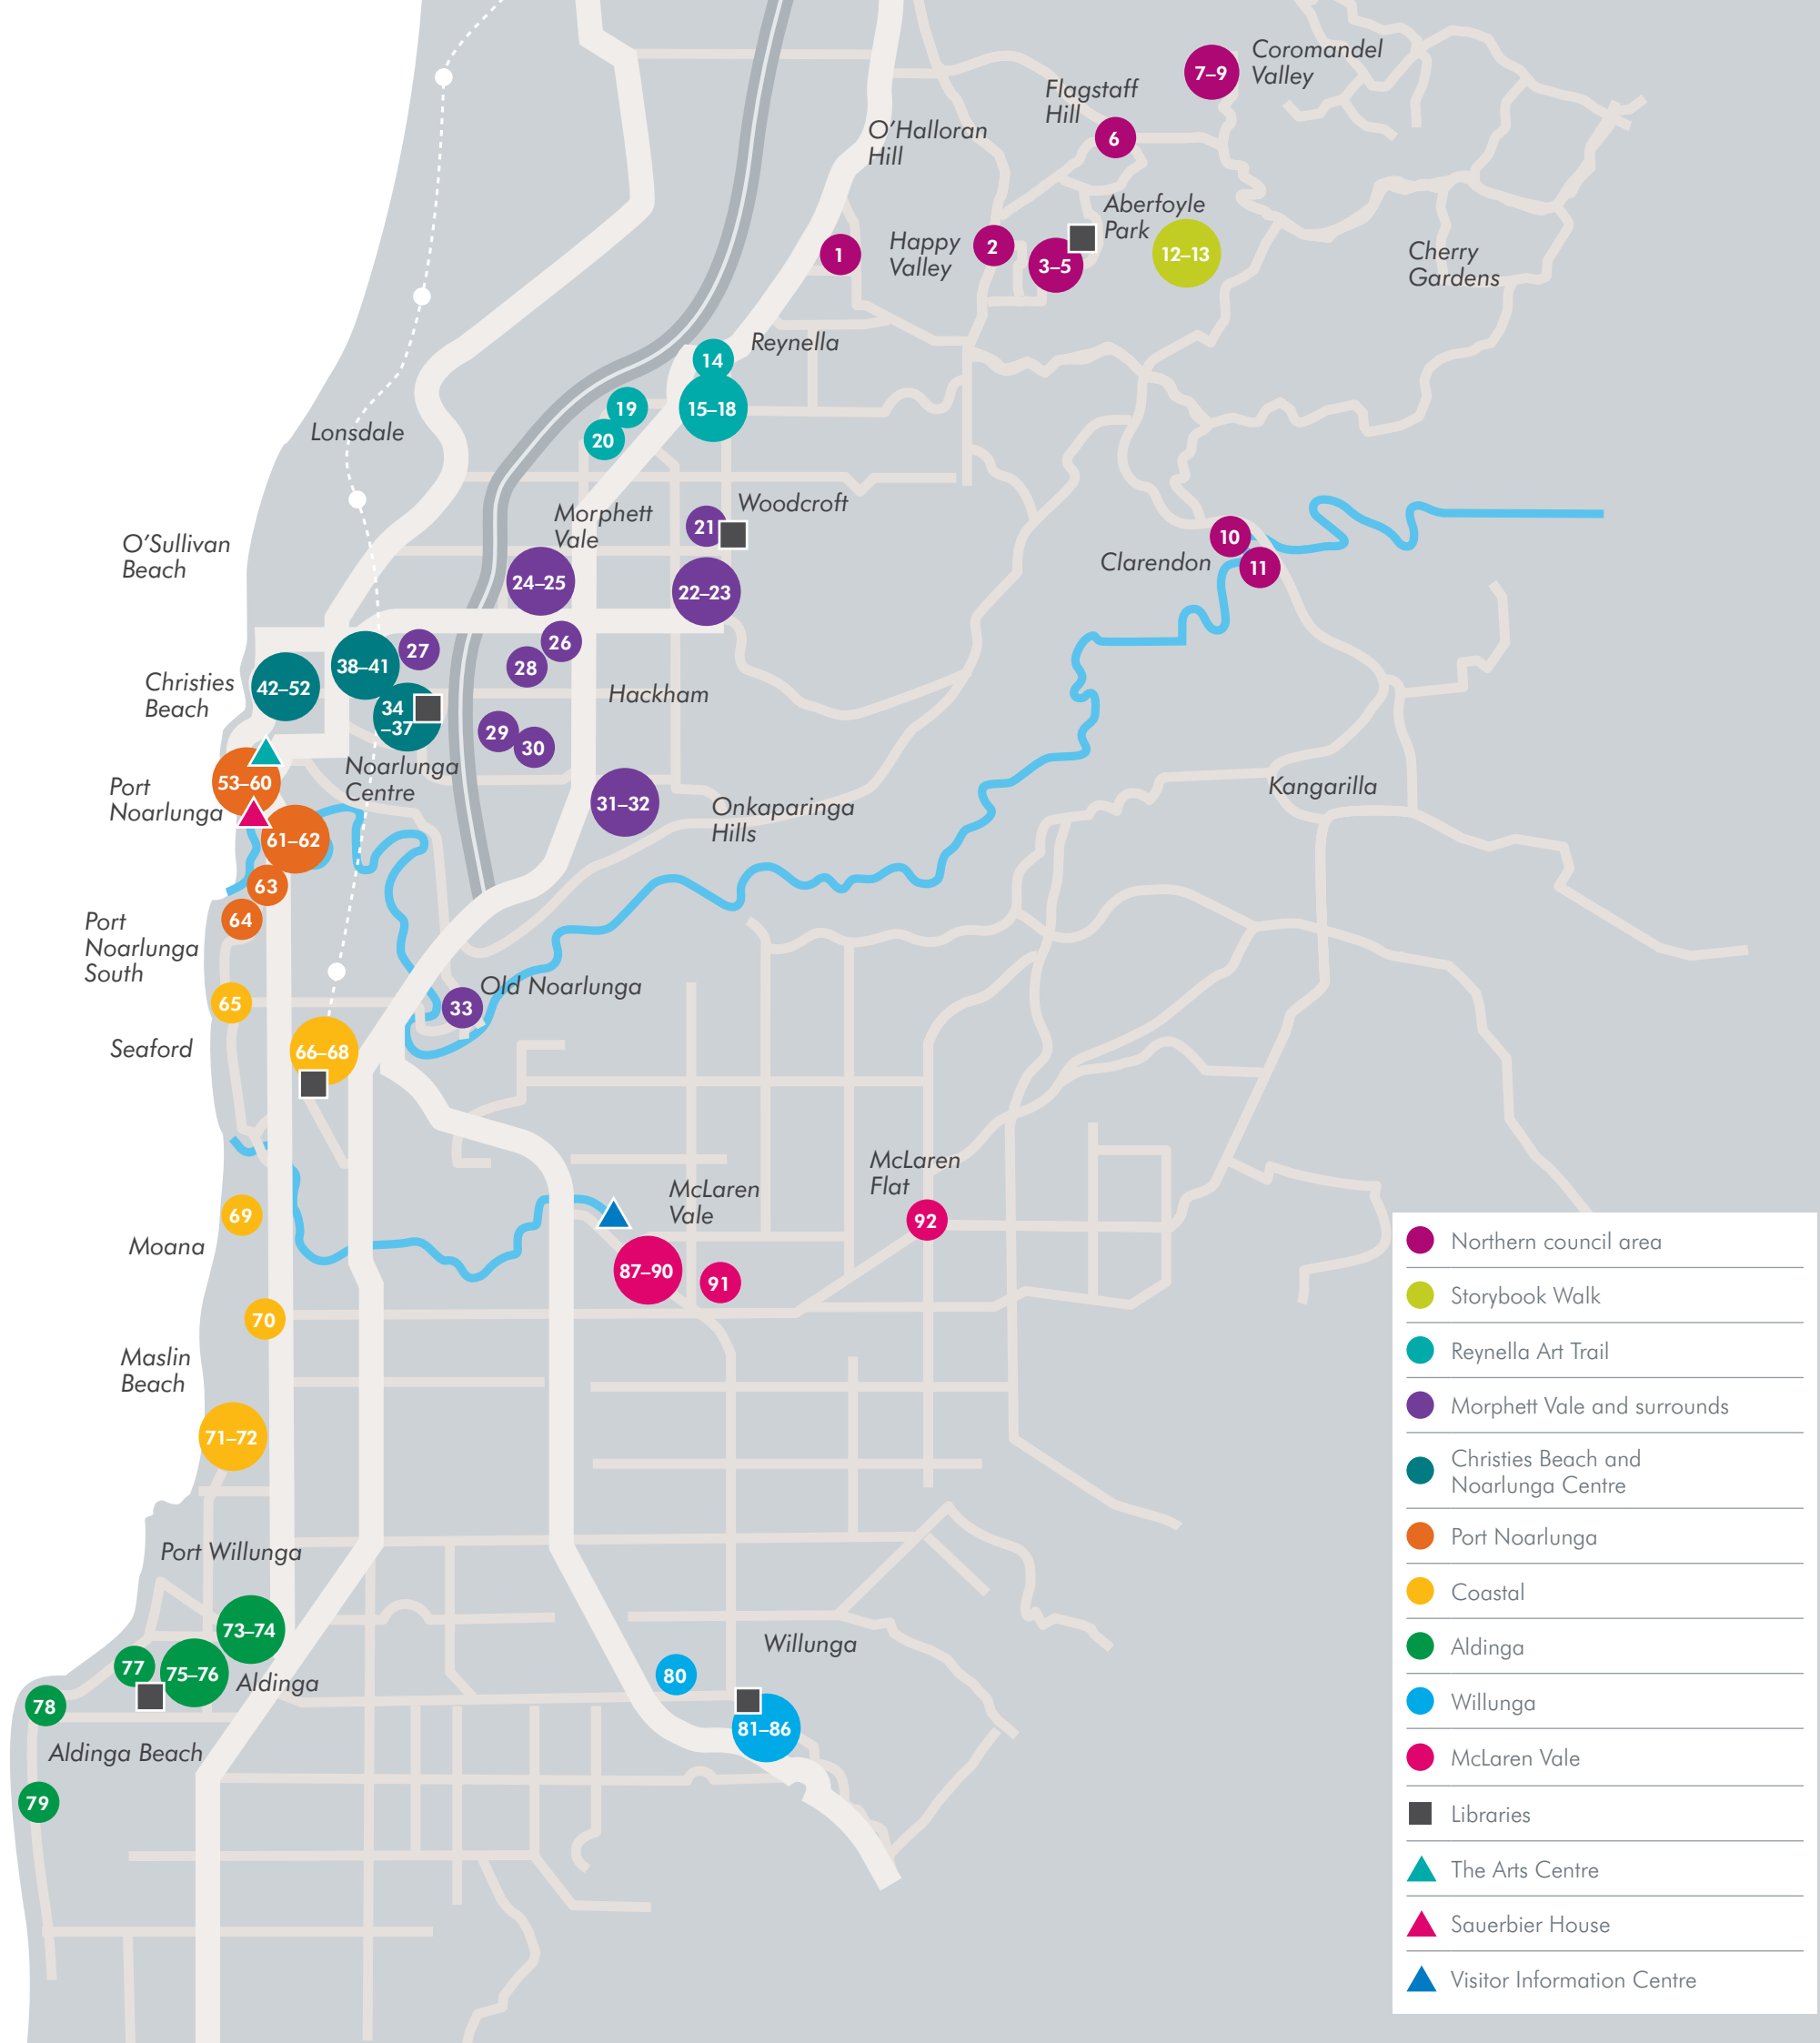 Coromandel
Valley
7–9
Flagstaff
Hill
6
O'Halloran
Hill
Aberfoyle
Park
Happy
Valley
1
2
3–5
12–13
Cherry
Gardens
Reynella
14
15–18
19
20
Lonsdale
Morphett
Vale
Woodcroft
21
O'Sullivan
Beach
24–25
22–23
Clarendon
10
11
26
27
28
38–41
42–52
Christies
Beach
34
–37
Hackham
29
30
Noarlunga
Centre
53–60
Port
Noarlunga
31–32
Onkaparinga
Hills
Kangarilla
61–62
63
64
Port
Noarlunga
South
Old Noarlunga
33
65
Seaford
66–68
McLaren
Flat
McLaren
Vale
92
69
Moana
87–90
91
70
Maslin
Beach
71–72
Port Willunga
73–74
77
75–76
Aldinga
78
Willunga
80
81–86
Aldinga Beach
79
Northern council area
Storybook Walk
Reynella Art Trail
Morphett Vale and surrounds
Christies Beach and
Noarlunga Centre
Port Noarlunga
Coastal
Aldinga
Willunga
McLaren Vale
Libraries
The Arts Centre
Sauerbier House
Visitor Information Centre